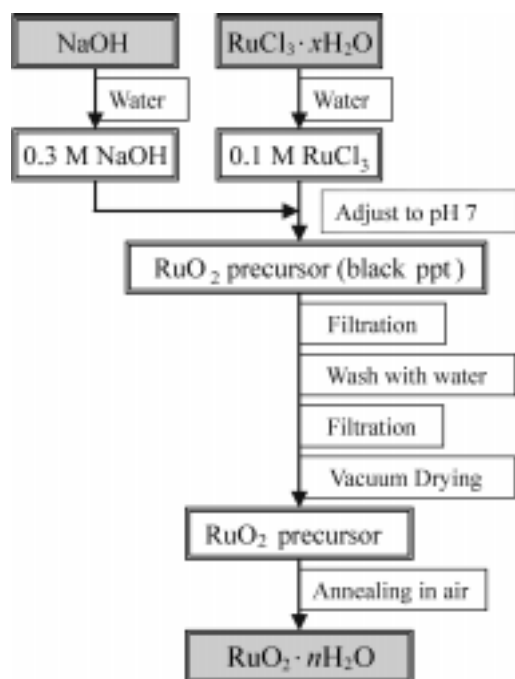 NaOH
RuCl₃· xH₂O
Water
Water
0.3 M NaOH
0.1 M RuCl₃
Adjust to pH 7
RuO₂ precursor (black ppt)
Filtration
Wash with water
Filtration
Vacuum Drying
RuO₂ precursor
Annealing in air
RuO₂· nH₂O